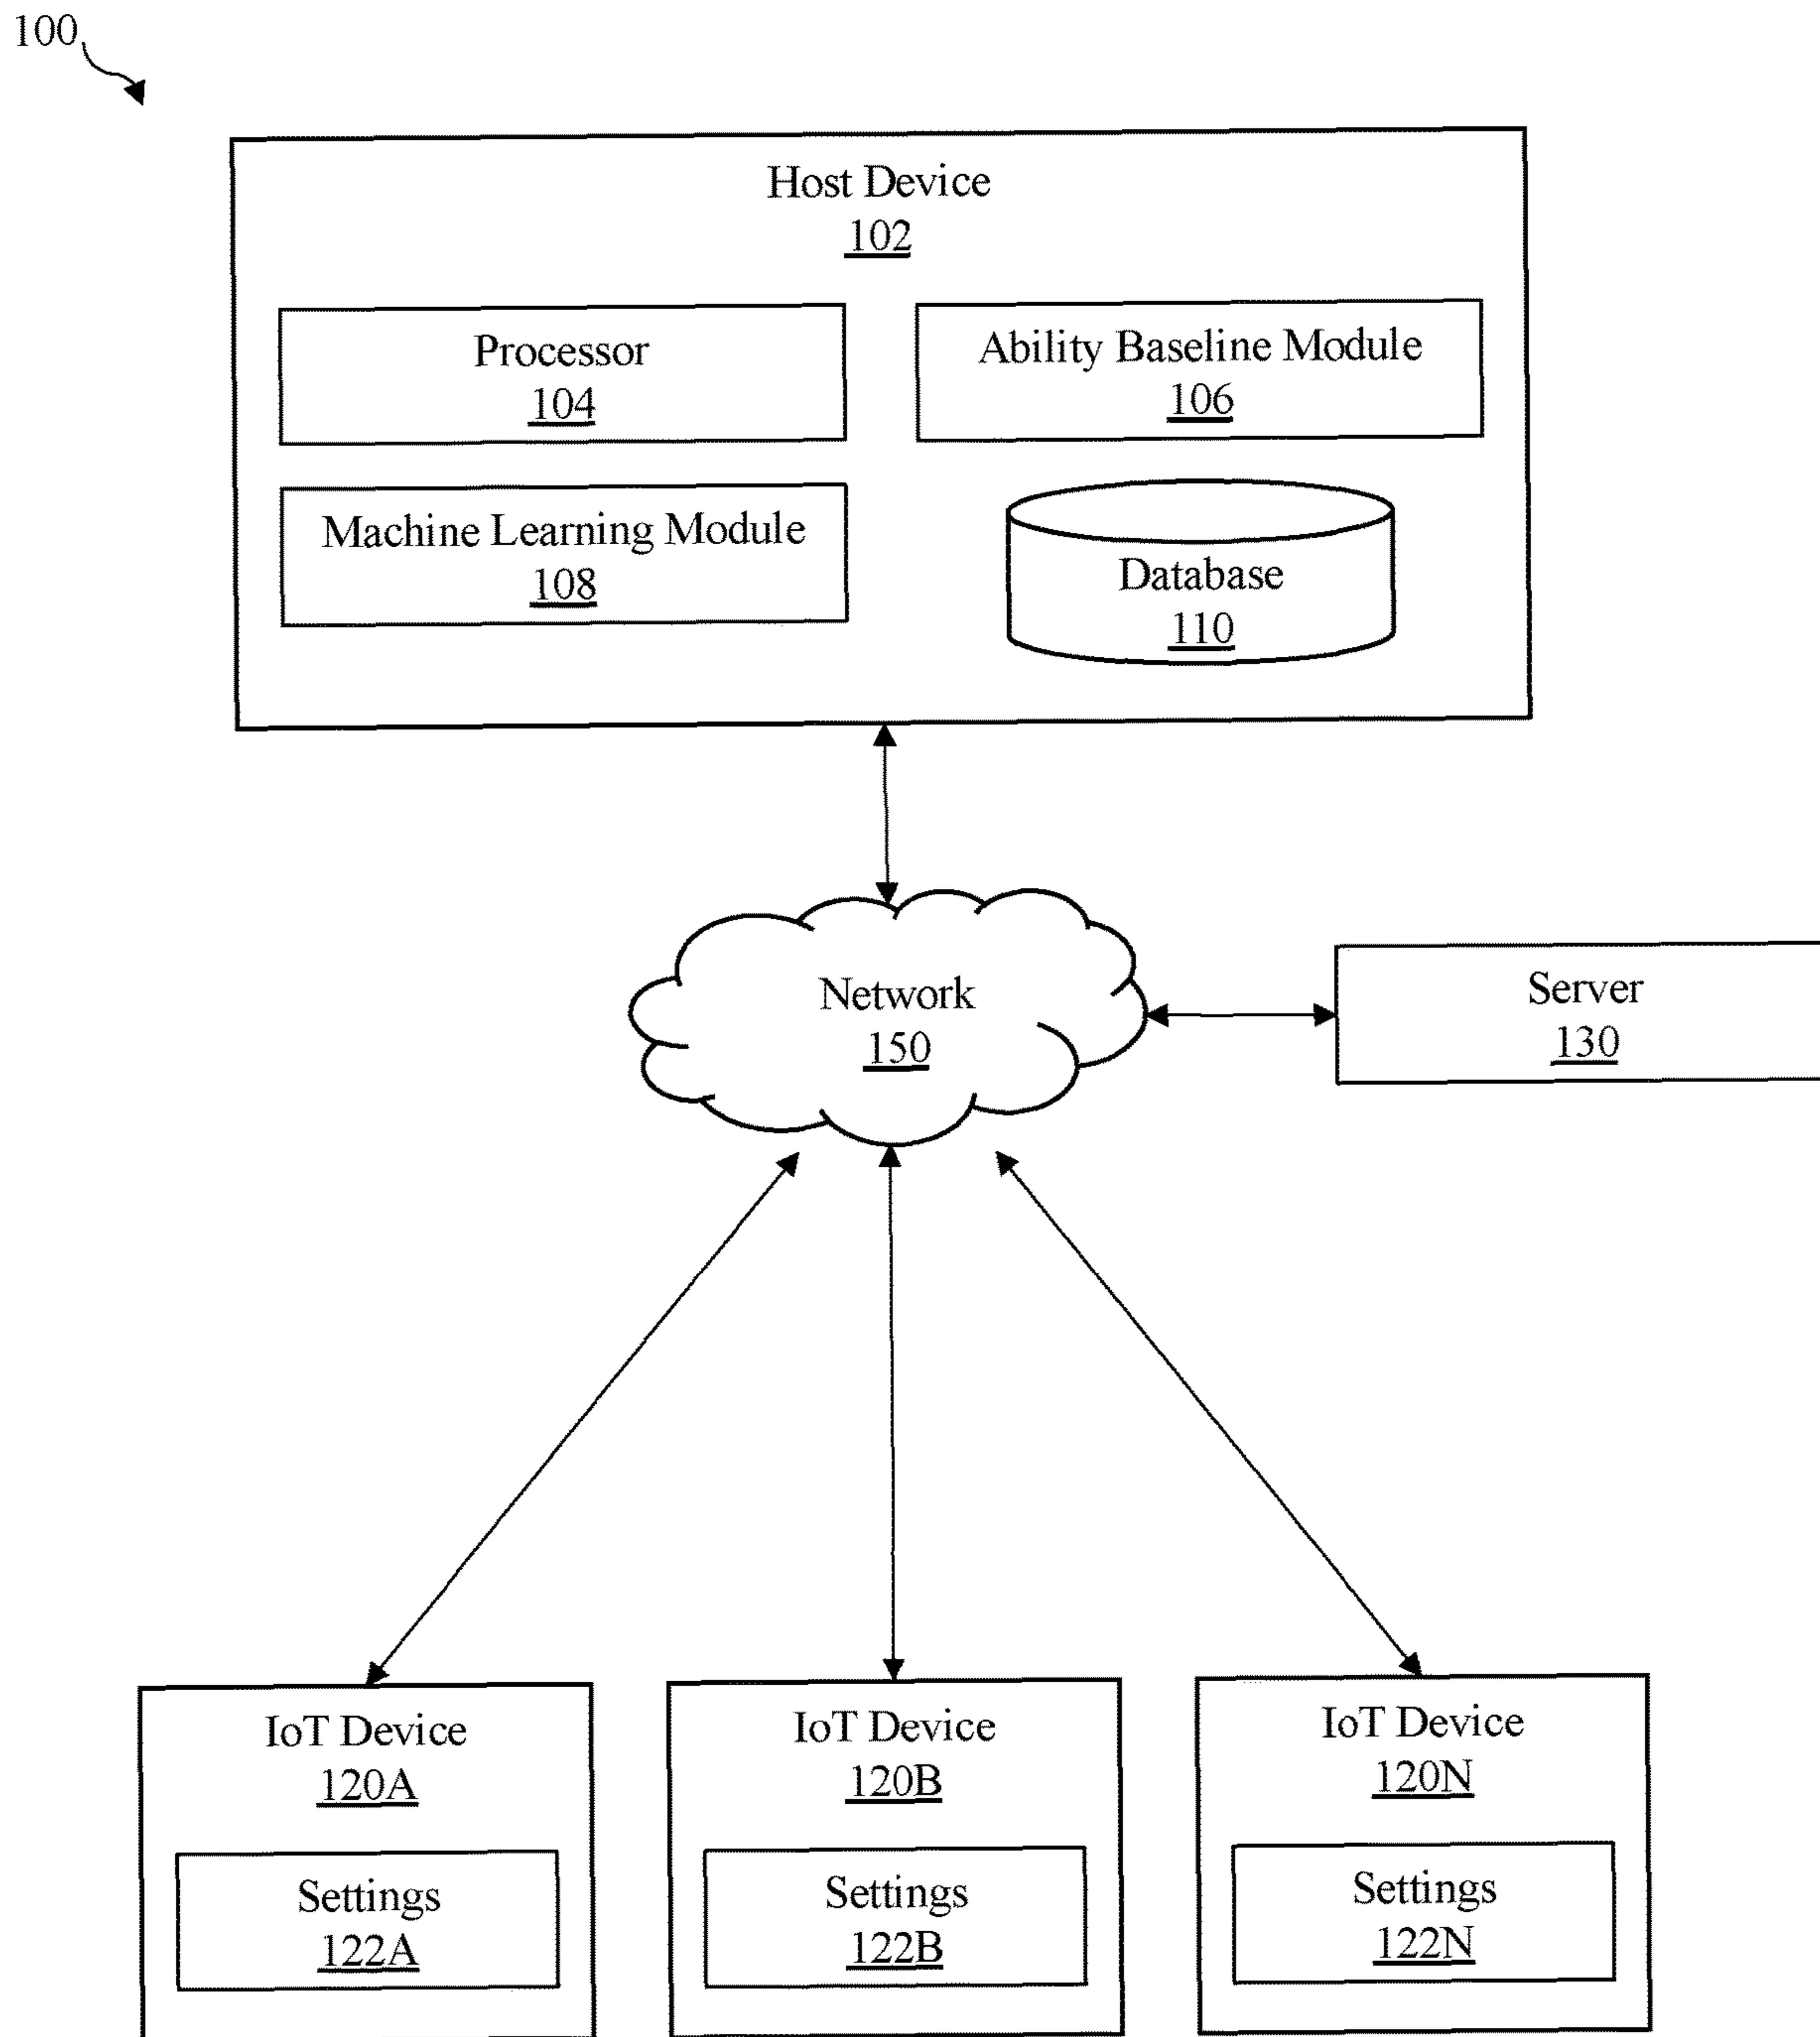 100
Host Device
102
Processor
104
Ability Baseline Module
106
Machine Learning Module
108
Database
110
Network
150
Server
130
IoT Device
120A
Settings
122A
IoT Device
120B
Settings
122B
IoT Device
120N
Settings
122N